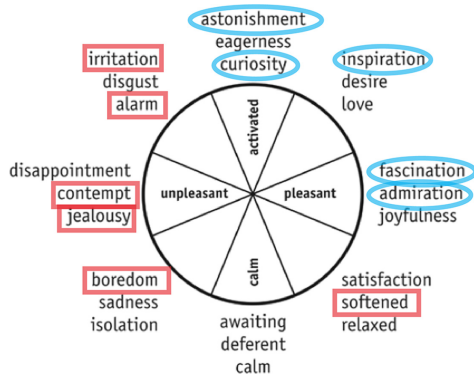 astonishment
eagerness
curiosity
irritation
disgust
alarm
inspiration
desire
love
activated
disappointment
contempt
jealousy
unpleasant
pleasant
fascination
admiration
joyfulness
calm
boredom
sadness
isolation
satisfaction
softened
relaxed
awaiting
deferent
calm